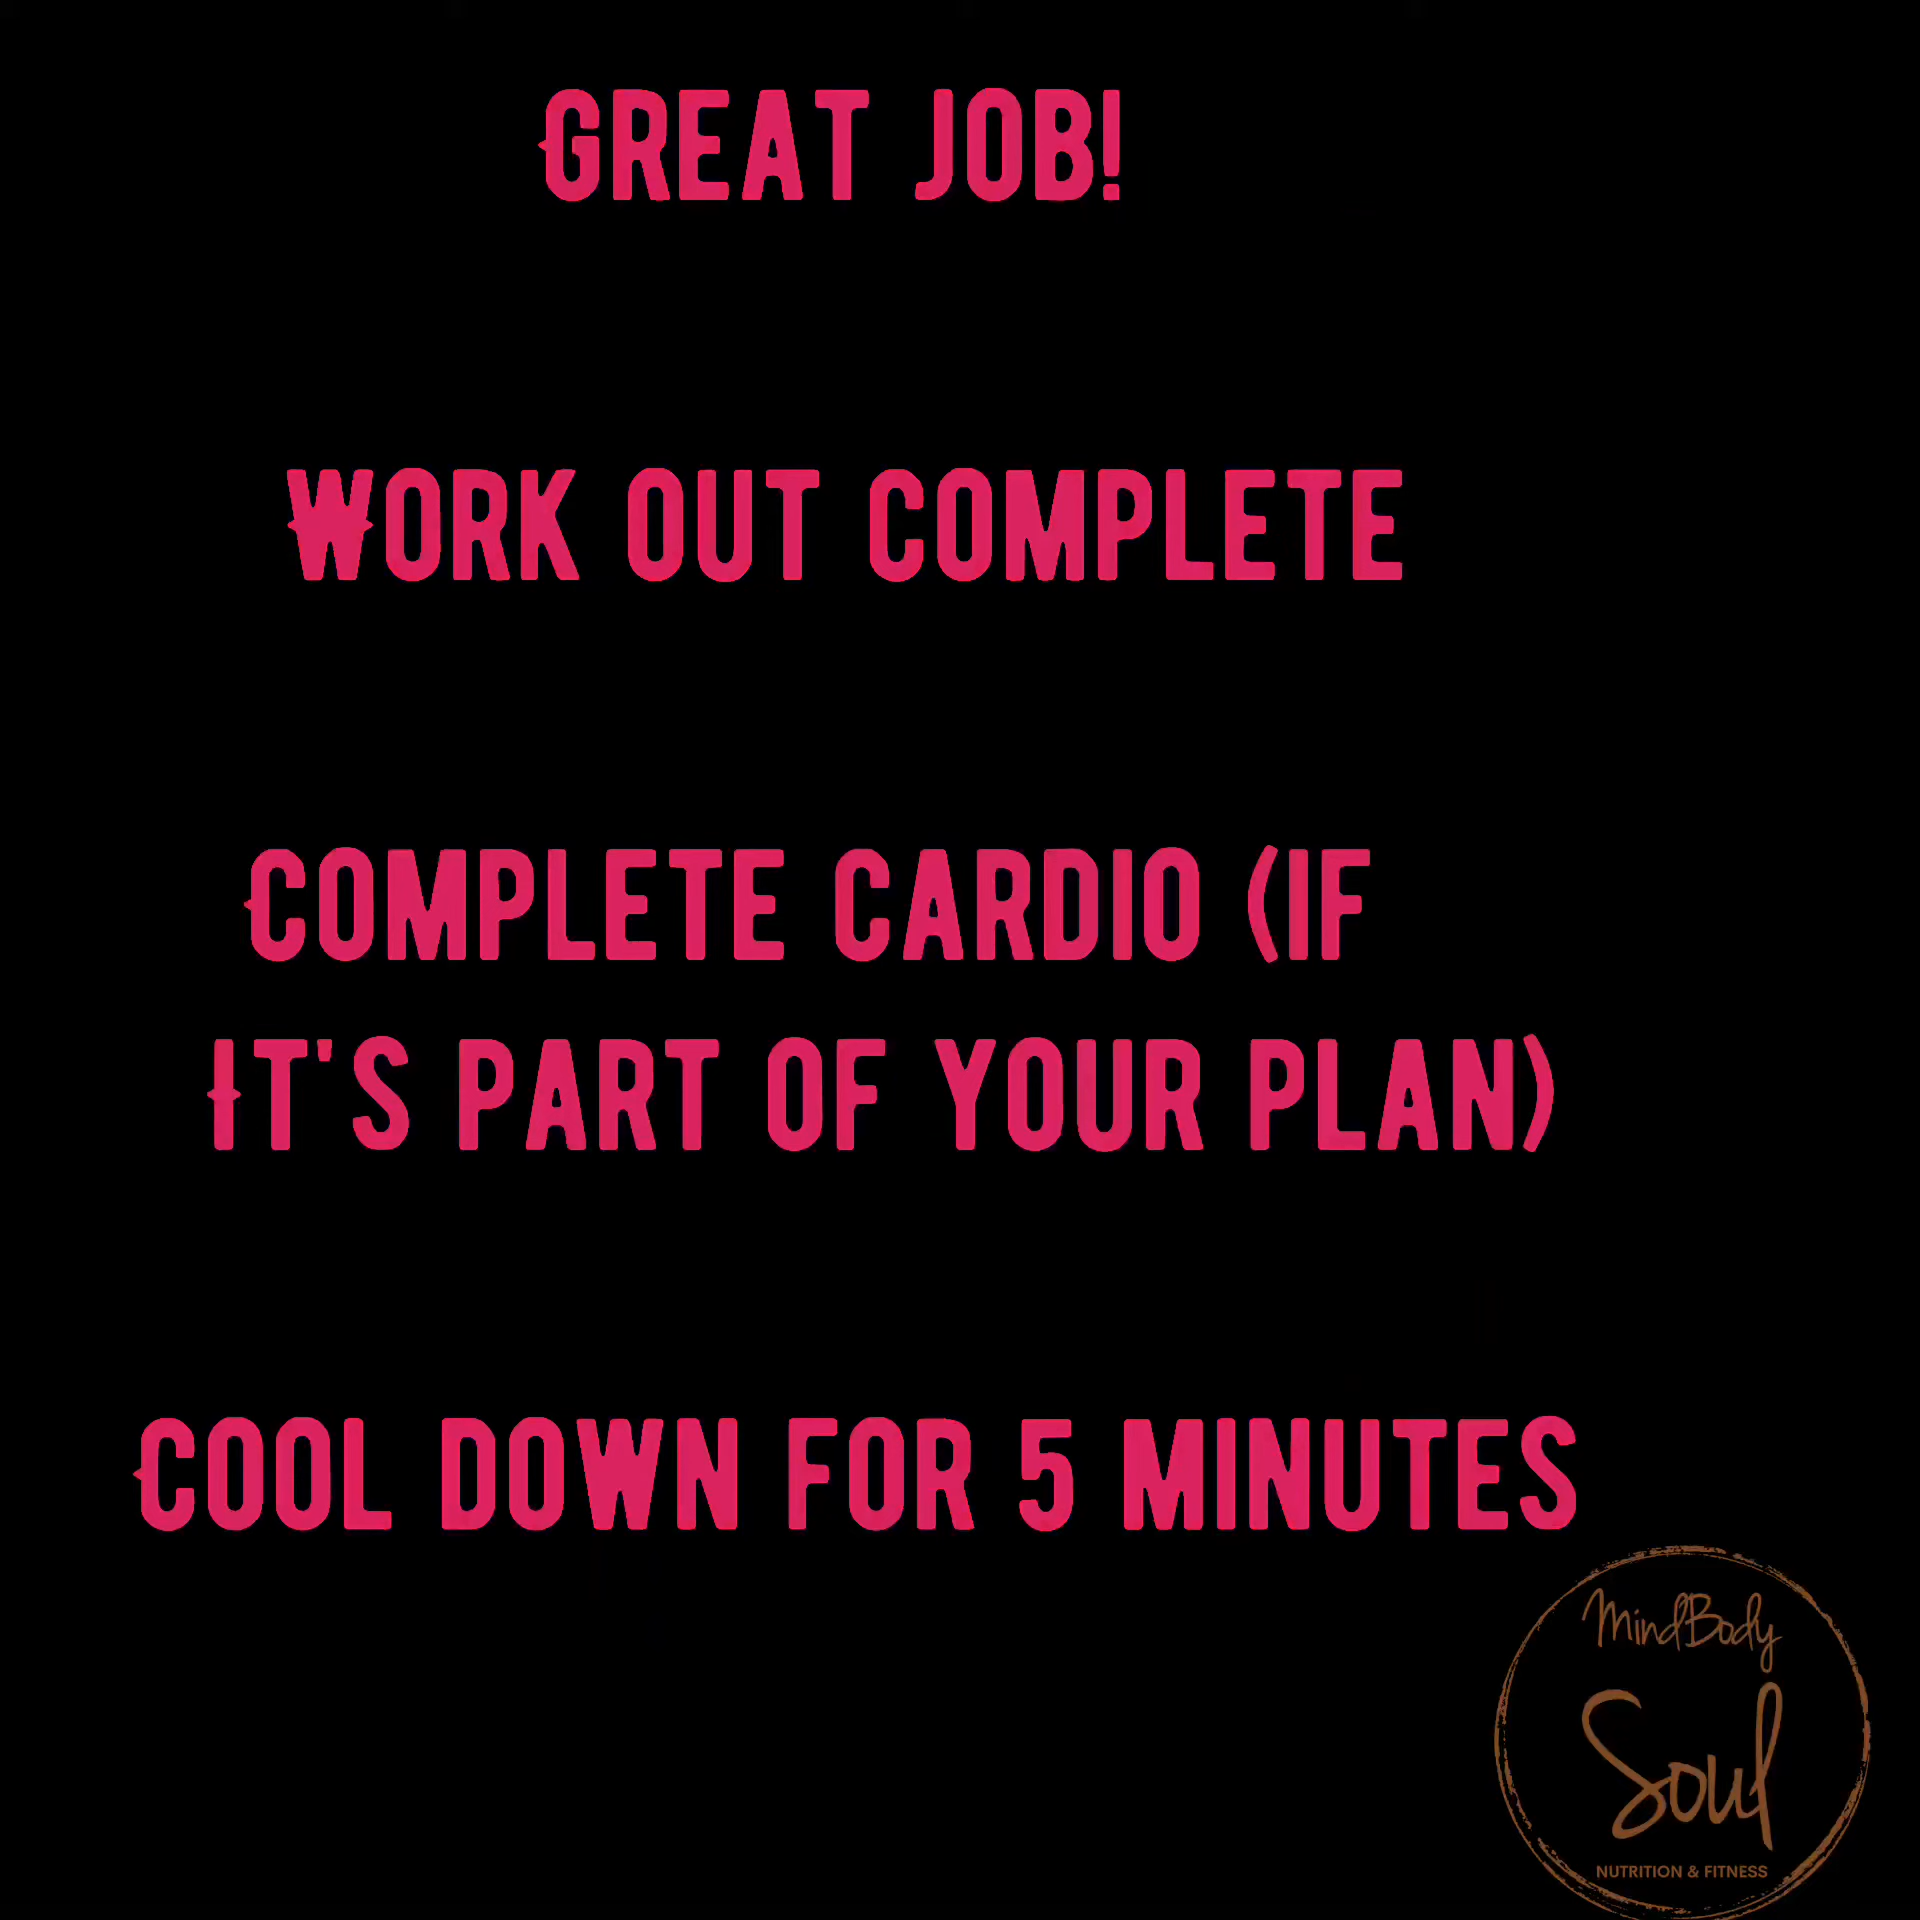 Great job!
Work out complete
Complete cardio (if
It's part of your plan)
Cool down for 5 minutes
MindBody
Soul
NUTRITION & FITNESS